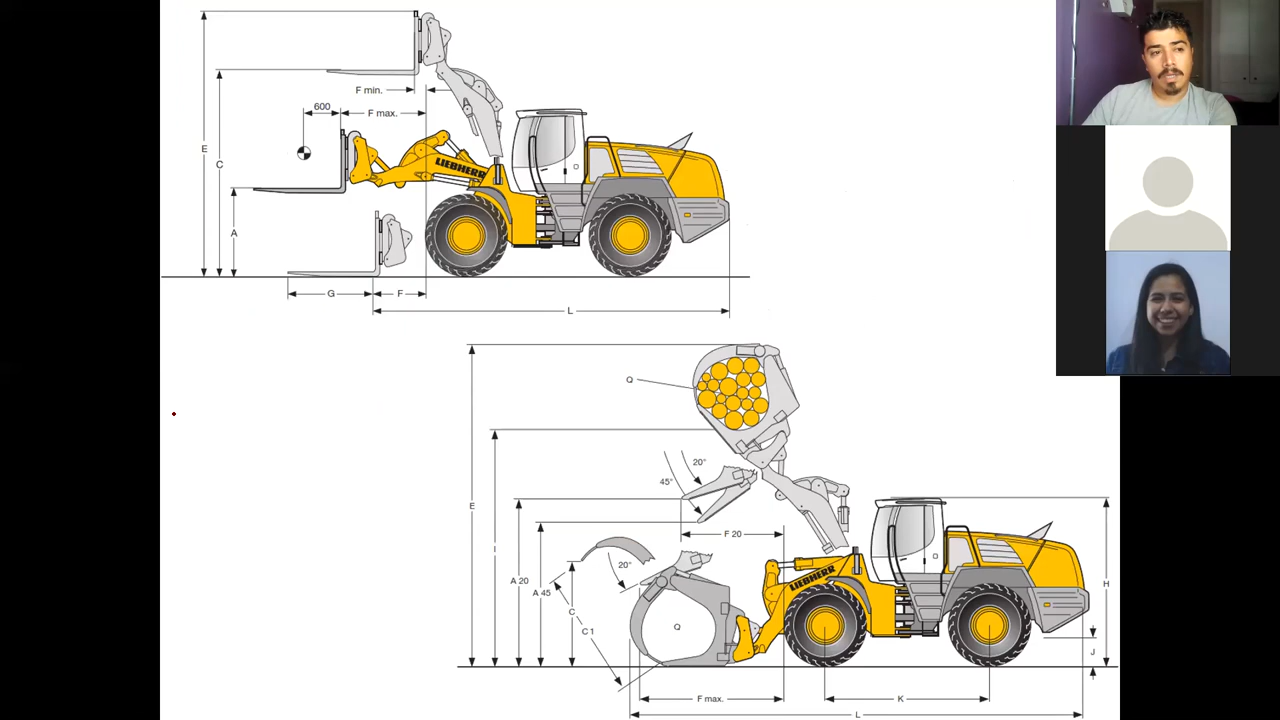 F min.
600
F max.
E
C
LIEBHERR
A
G
F
L
Q
20°
45°
E
F 20
I
20°
LIEBHERR
A 20
A 45
H
C
C 1
Q
J
F max.
K
L